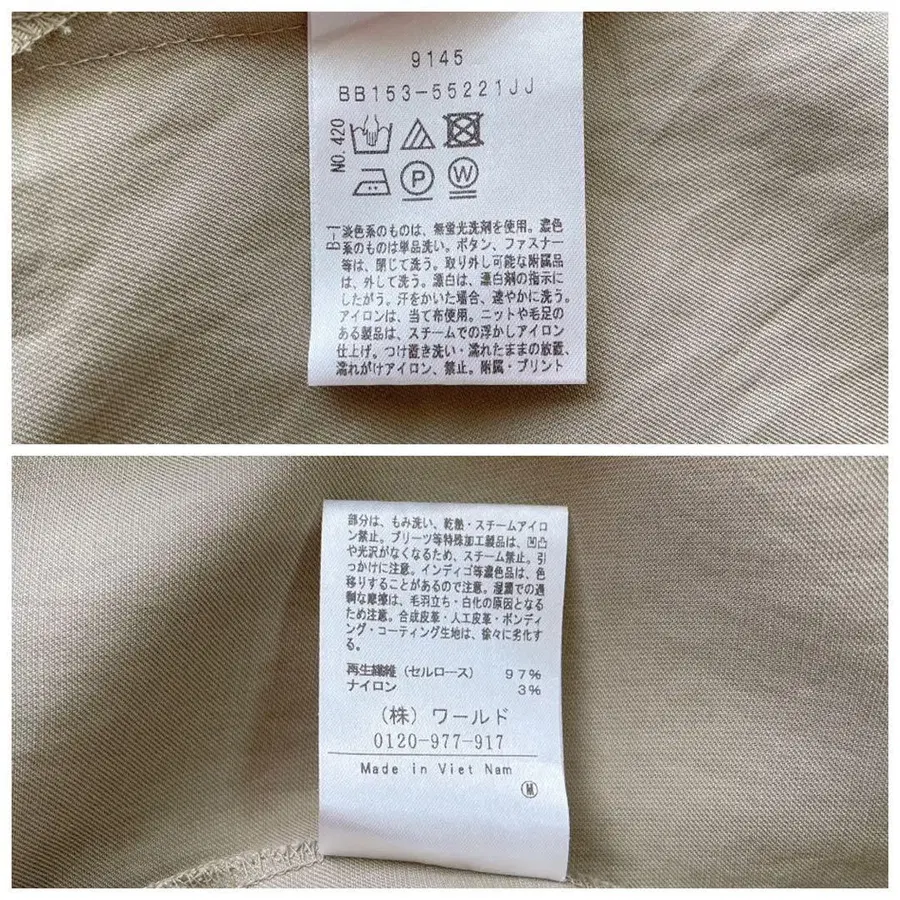 9145
BB153-55221JJ
NO.420
P
W
B-1
淡色系のものは、無蛍光洗剤を使用。濃色
系のものは単品洗い。ボタン、ファスナー
等は、閉じて洗う。取り外し可能な附属品
は、外して洗う。漂白は、漂白剤の指示に
したがう。汗をかいた場合、速やかに洗う。
アイロンは、当て布使用。ニットや毛足の
ある製品は、スチームでの浮かしアイロン
仕上げ。つけ置き洗い・濡れたままの放置、
濡れがけアイロン、禁止。附属・プリント
部分は、もみ洗い、乾熱・スチームアイロ
ン禁止。プリーツ等特殊加工製品は、凹凸
や光沢がなくなるため、スチーム禁止。引
っかけに注意。インディゴ等濃色品は、色
移りすることがあるので注意。湿潤での過
剰な摩擦は、毛羽立ち・白化の原因となる
ため注意。合成皮革・人工皮革・ボンディ
ング・コーティング生地は、徐々に劣化す
る。
再生繊維（セルロース） 97%
ナイロン 3%
（株）ワールド
0120-977-917
Made in Viet Nam
M